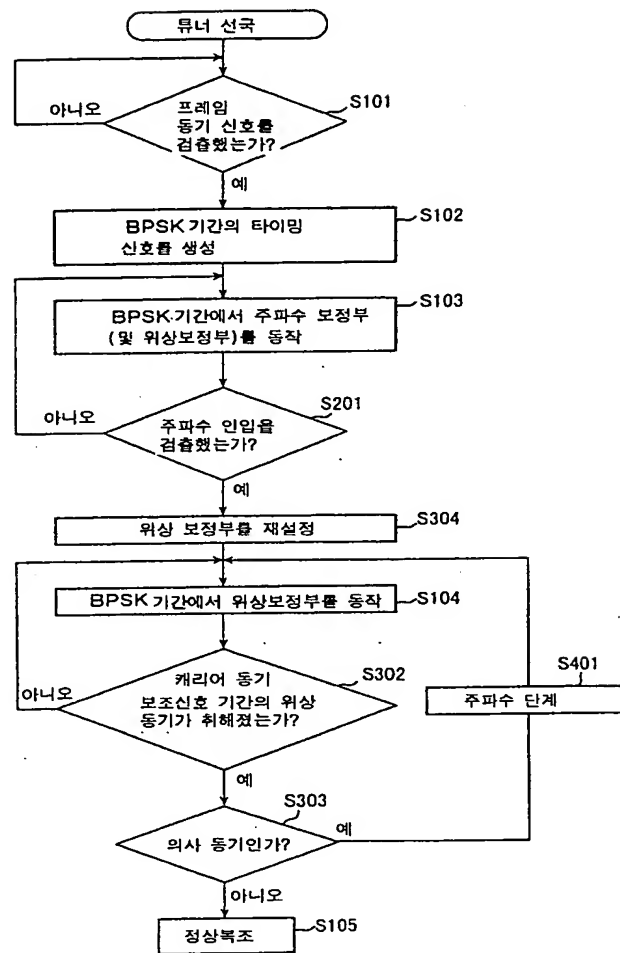 튜너 선국
아니오
프레임
동기 신호를
검출했는가?
S101
예
BPSK 기간의 타이밍
신호를 생성
S102
BPSK 기간에서 주파수 보정부
(및 위상보정부)를 동작
S103
아니오
주파수 인입을
검출했는가?
S201
예
위상 보정부를 재설정
S304
BPSK 기간에서 위상보정부를 동작
S104
아니오
캐리어 동기
보조신호 기간의 위상
동기가 취해졌는가?
S302
S401
주파수 단계
예
S303
의사 동기인가?
예
아니오
정상복조
S105